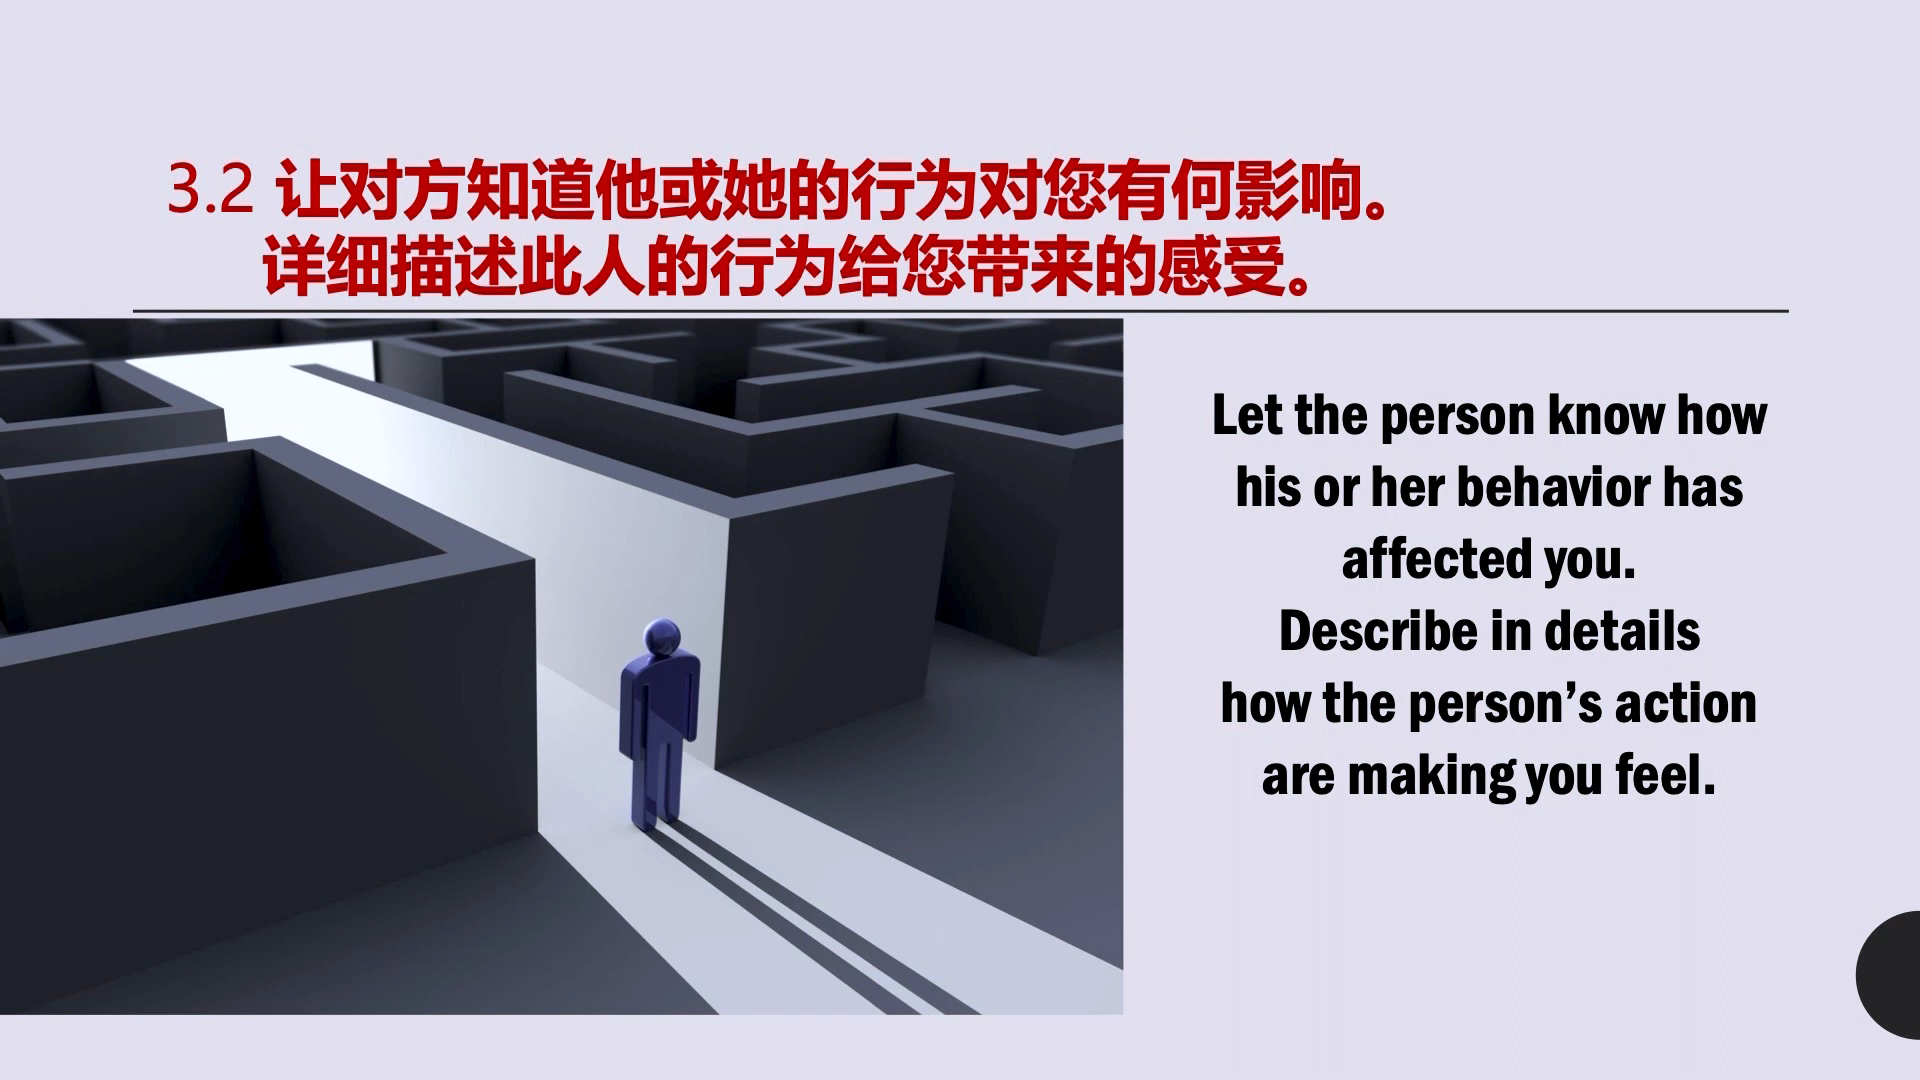 3.2 让对方知道他或她的行为对您有何影响。
详细描述此人的行为给您带来的感受。
Let the person know how
his or her behavior has
affected you.
Describe in details
how the person’s action
are making you feel.